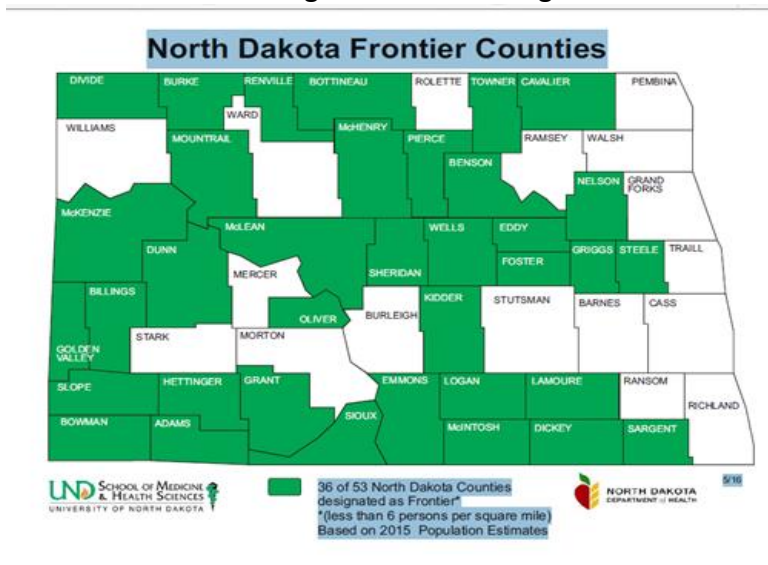 North Dakota Frontier Counties
DIVIDE BURKE RENVILLE BOTTINEAU ROLETTE TOWNER CAVALIER PEMBINA
WARD
WILLIAMS McHENRY
MOUNTRAIL PIERCE RAMSEY WALSH
BENSON
NELSON GRAND
FORKS
McKENZIE
McLEAN WELLS EDDY
DUNN GRIGGS STEELE TRAILL
FOSTER
MERCER SHERIDAN
BILLINGS KIDDER STUTSMAN BARNES CASS
OLIVER BURLEIGH
STARK MORTON
GOLDEN
VALLEY
SLOPE HETTINGER GRANT EMMONS LOGAN LAMOURE RANSOM
RICHLAND
SIOUX
BOWMAN ADAMS McINTOSH DICKEY SARGENT
5/16
UND SCHOOL OF MEDICINE
& HEALTH SCIENCES
UNIVERSITY OF NORTH DAKOTA
36 of 53 North Dakota Counties
designated as Frontier*
*(less than 6 persons per square mile)
Based on 2015 Population Estimates
NORTH DAKOTA
DEPARTMENT of HEALTH